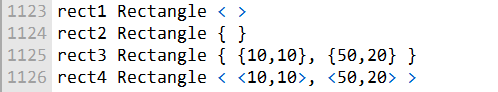 1123 rect1 Rectangle < >
1124 rect2 Rectangle { }
1125 rect3 Rectangle { {10,10}, {50,20} }
1126 rect4 Rectangle < <10,10>, <50,20> >